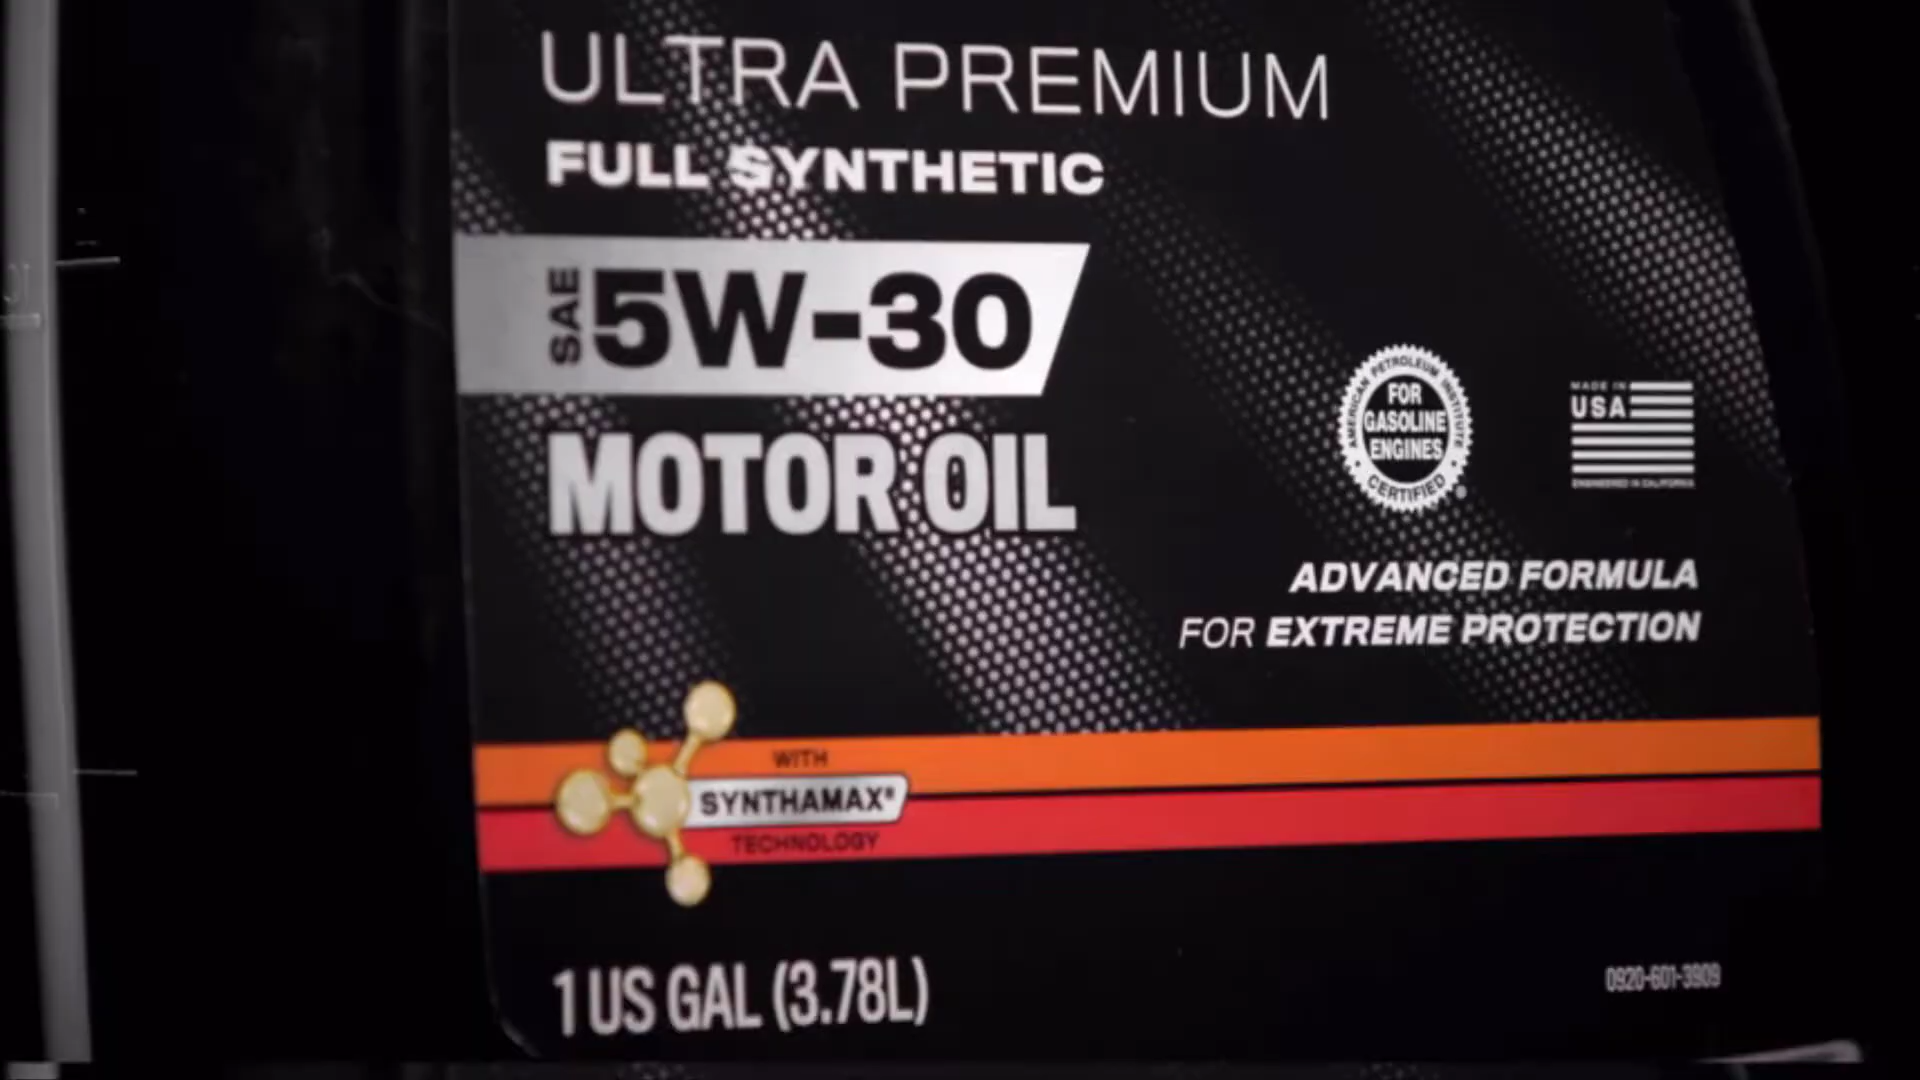 ULTRA PREMIUM
FULL SYNTHETIC
SAE 5W-30
MOTOR OIL
AMERICAN PETROLEUM INSTITUTE
FOR
GASOLINE
ENGINES
CERTIFIED®
MADE IN
USA
ENGINEERED IN CALIFORNIA
ADVANCED FORMULA
FOR EXTREME PROTECTION
WITH
SYNTHAMAX®
TECHNOLOGY
1 US GAL (3.78L)
0920-601-3909